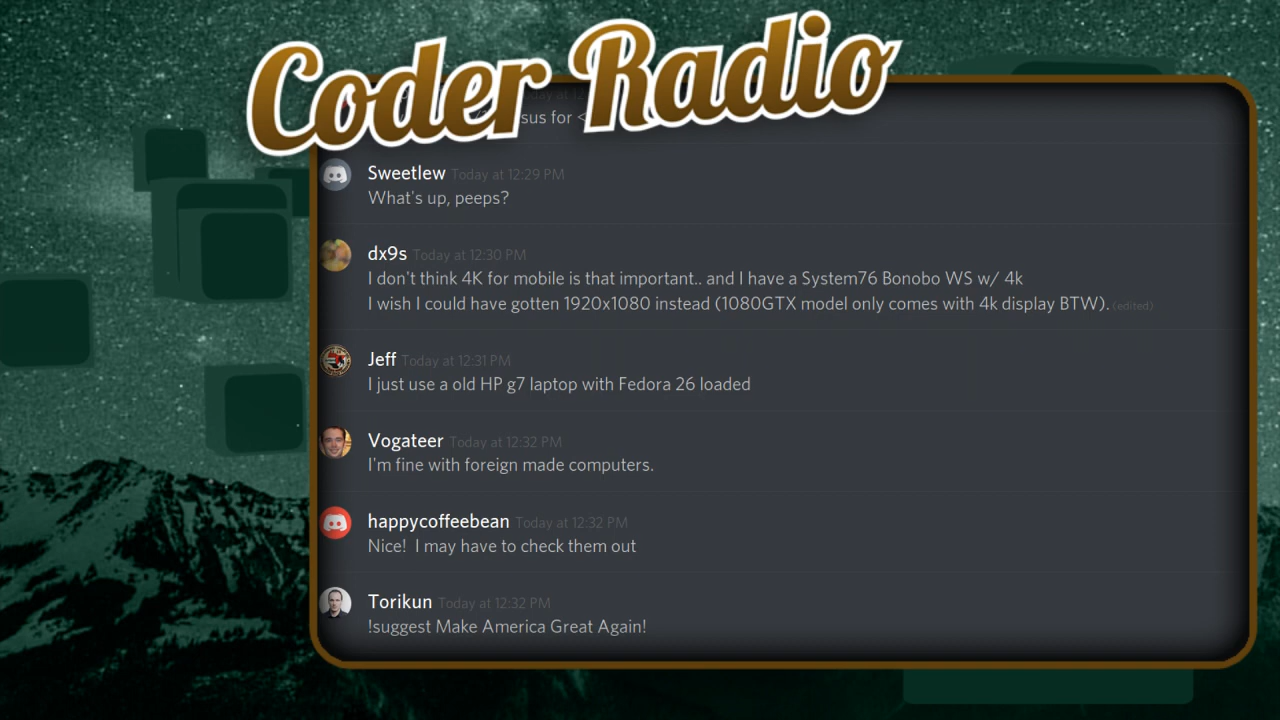 Coder Radio
sus for <
Sweetlew Today at 12:29 PM
What's up, peeps?
dx9s Today at 12:30 PM
I don't think 4K for mobile is that important.. and I have a System76 Bonobo WS w/ 4k
I wish I could have gotten 1920x1080 instead (1080GTX model only comes with 4k display BTW). (edited)
Jeff Today at 12:31 PM
I just use a old HP g7 laptop with Fedora 26 loaded
Vogateer Today at 12:32 PM
I'm fine with foreign made computers.
happycoffeebean Today at 12:32 PM
Nice! I may have to check them out
Torikun Today at 12:32 PM
!suggest Make America Great Again!